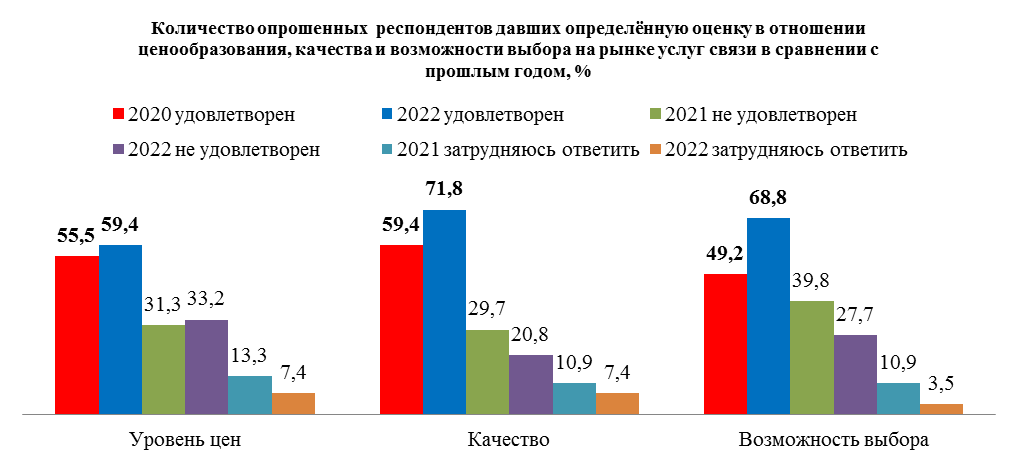 Количество опрошенных респондентов давших определённую оценку в отношении
ценообразования, качества и возможности выбора на рынке услуг связи в сравнении с
прошлым годом, %
2020 удовлетворен 2022 удовлетворен 2021 не удовлетворен
2022 не удовлетворен 2021 затрудняюсь ответить 2022 затрудняюсь ответить
55,5 59,4 31,3 33,2 13,3 7,4
59,4 71,8 29,7 20,8 10,9 7,4
49,2 68,8 39,8 27,7 10,9 3,5
Уровень цен Качество Возможность выбора